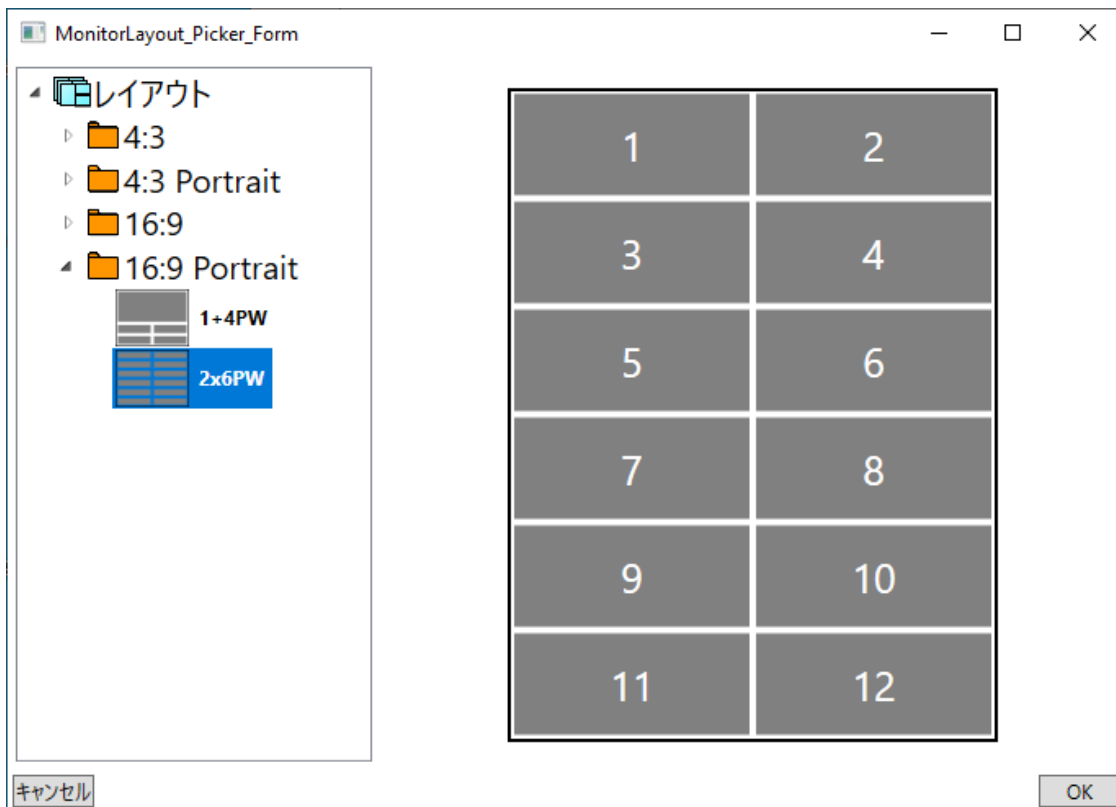 MonitorLayout_Picker_Form
レイアウト
4:3
4:3 Portrait
16:9
16:9 Portrait
1+4PW
2x6PW
1 2
3 4
5 6
7 8
9 10
11 12
キャンセル OK